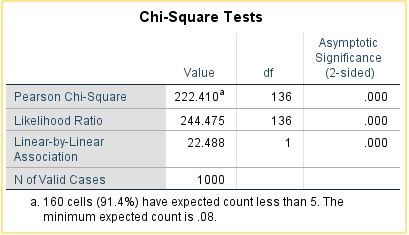 Chi-Square Tests
Asymptotic
Significance
Value df (2-sided)
Pearson Chi-Square 222.410a 136 .000
Likelihood Ratio 244.475 136 .000
Linear-by-Linear
Association 22.488 1 .000
N of Valid Cases 1000
a. 160 cells (91.4%) have expected count less than 5. The
minimum expected count is .08.